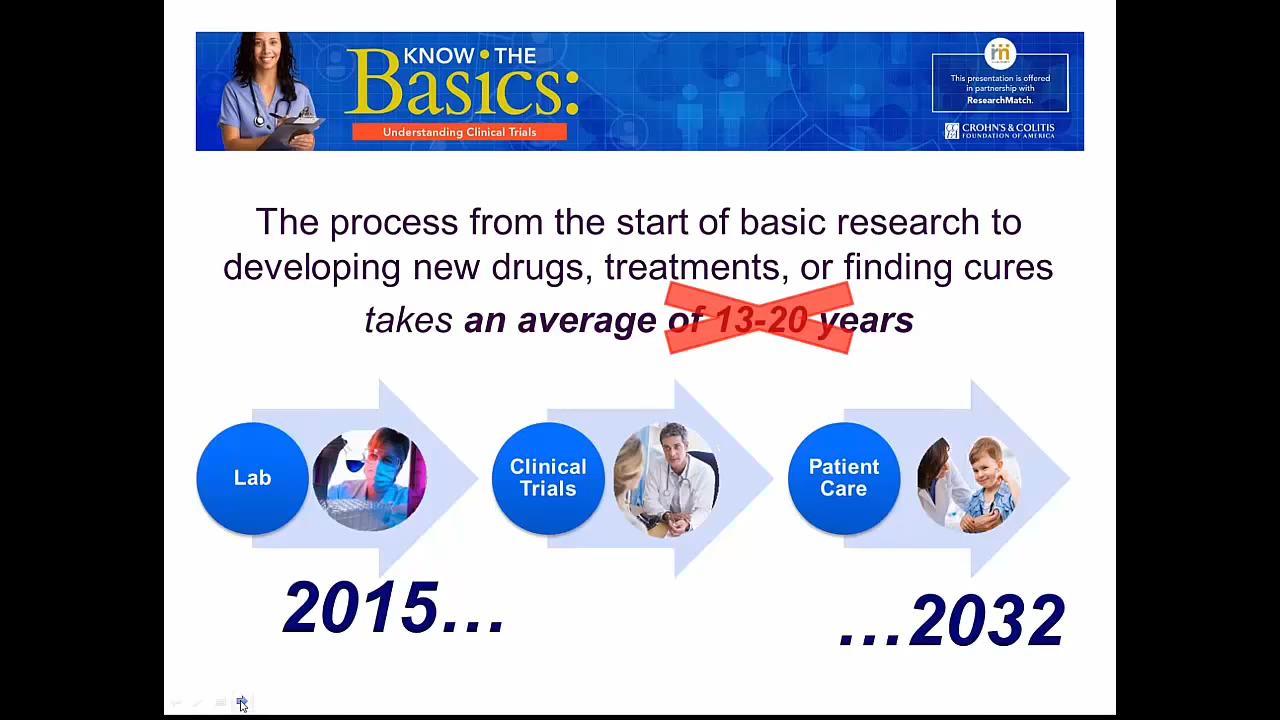 KNOW • THE
Basics:
Understanding Clinical Trials
This presentation is offered
in partnership with
ResearchMatch.
CROHN'S & COLITIS
FOUNDATION OF AMERICA
The process from the start of basic research to
developing new drugs, treatments, or finding cures
takes an average of 13-20 years
Lab
Clinical
Trials
Patient
Care
2015…
…2032